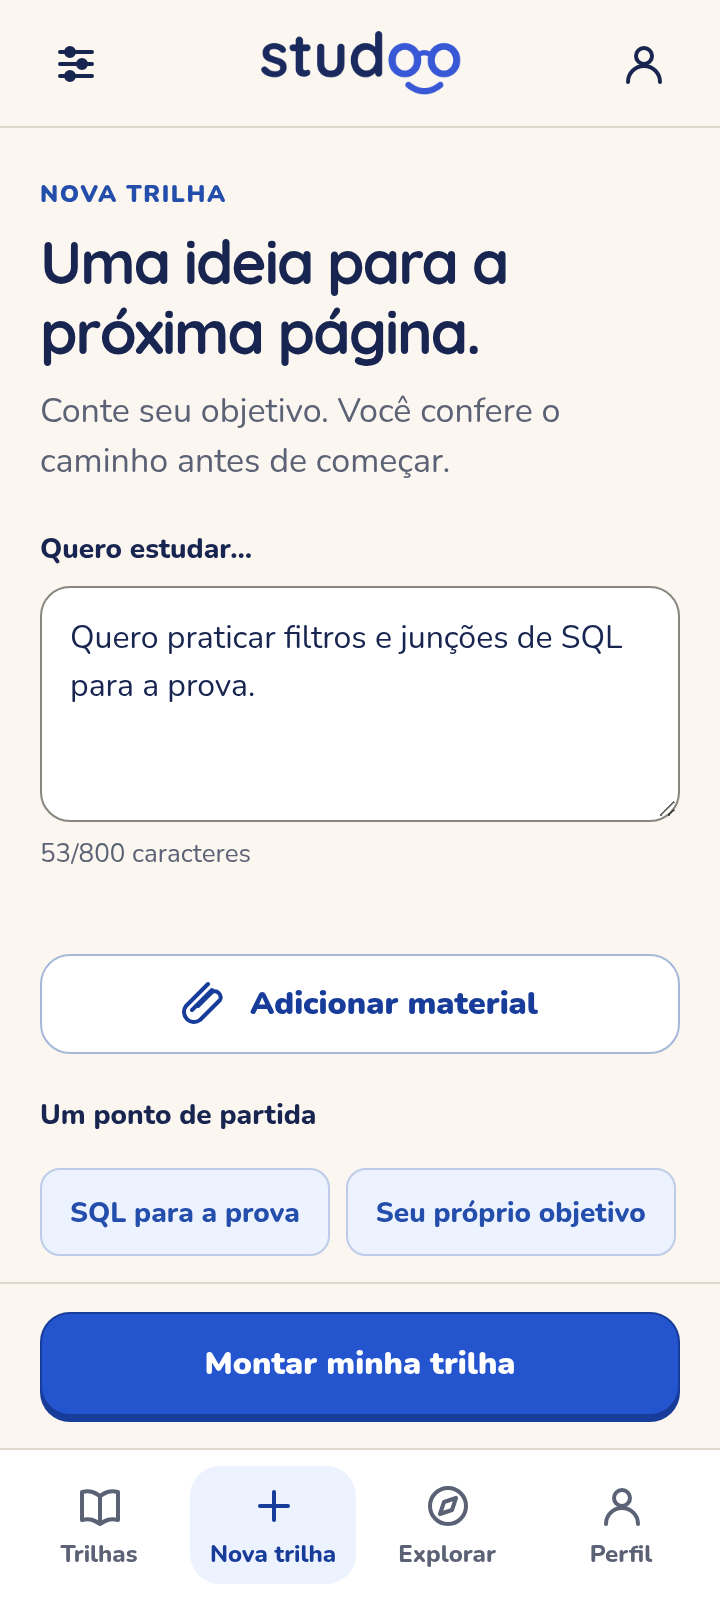 studoo
NOVA TRILHA
Uma ideia para a
próxima página.
Conte seu objetivo. Você confere o
caminho antes de começar.
Quero estudar...
Quero praticar filtros e junções de SQL
para a prova.
53/800 caracteres
Adicionar material
Um ponto de partida
SQL para a prova
Seu próprio objetivo
Montar minha trilha
Trilhas
Nova trilha
Explorar
Perfil